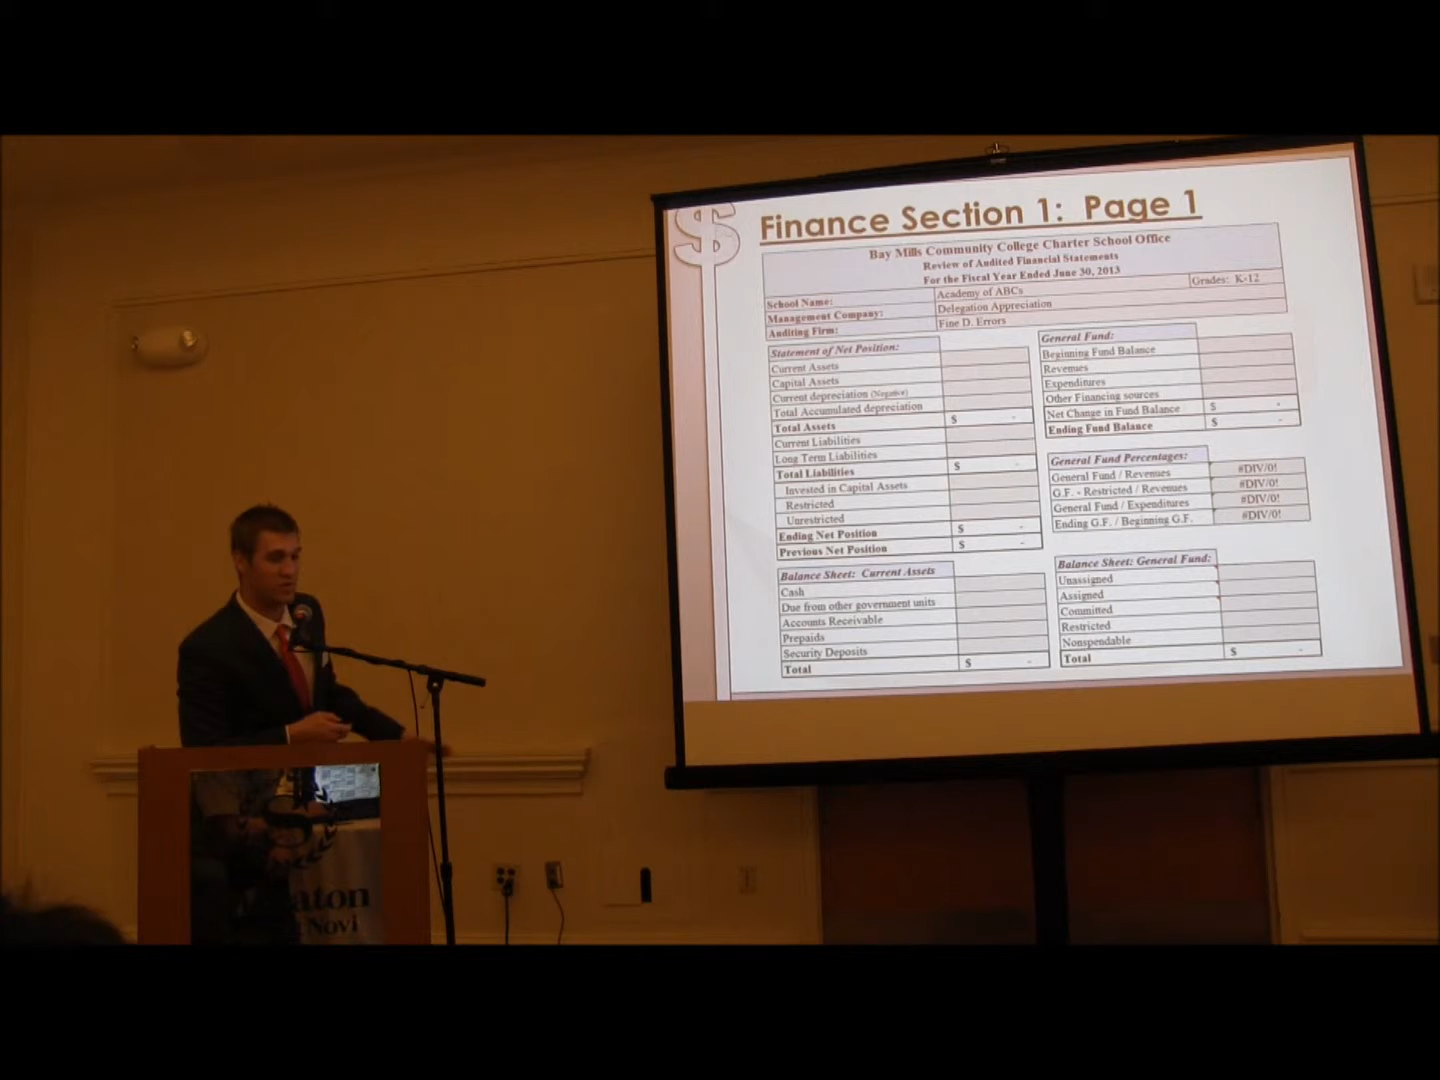 $
Finance Section 1: Page 1
Bay Mills Community College Charter School Office
Review of Audited Financial Statements
For the Fiscal Year Ended June 30, 2013
School Name: Academy of ABCs Grades: K-12
Management Company: Delegation Appreciation
Auditing Firm: Fine D. Errors
Statement of Net Position:
Current Assets
Capital Assets
Current depreciation (Negative)
Total Accumulated depreciation
Total Assets $ -
Current Liabilities
Long Term Liabilities
Total Liabilities $ -
Invested in Capital Assets
Restricted
Unrestricted
Ending Net Position $ -
Previous Net Position $ -
General Fund:
Beginning Fund Balance
Revenues
Expenditures
Other Financing sources
Net Change in Fund Balance $ -
Ending Fund Balance $ -
General Fund Percentages:
General Fund / Revenues #DIV/0!
G.F. - Restricted / Revenues #DIV/0!
General Fund / Expenditures #DIV/0!
Ending G.F. / Beginning G.F. #DIV/0!
Balance Sheet: Current Assets
Cash
Due from other government units
Accounts Receivable
Prepaids
Security Deposits
Total $ -
Balance Sheet: General Fund:
Unassigned
Assigned
Committed
Restricted
Nonspendable
Total $ -
S
aton
Novi